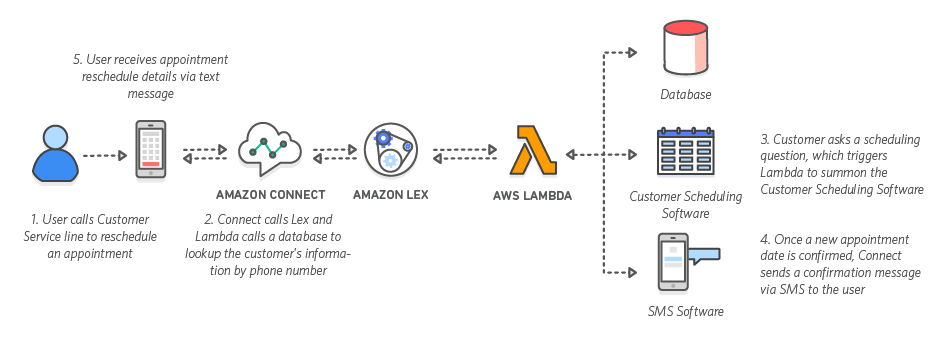 5. User receives appointment
reschedule details via text
message
Database
AMAZON CONNECT
AMAZON LEX
AWS LAMBDA
1. User calls Customer
Service line to reschedule
an appointment
2. Connect calls Lex and
Lambda calls a database to
lookup the customer's informa-
tion by phone number
Customer Scheduling
Software
3. Customer asks a scheduling
question, which triggers
Lambda to summon the
Customer Scheduling Software
SMS Software
4. Once a new appointment
date is confirmed, Connect
sends a confirmation message
via SMS to the user